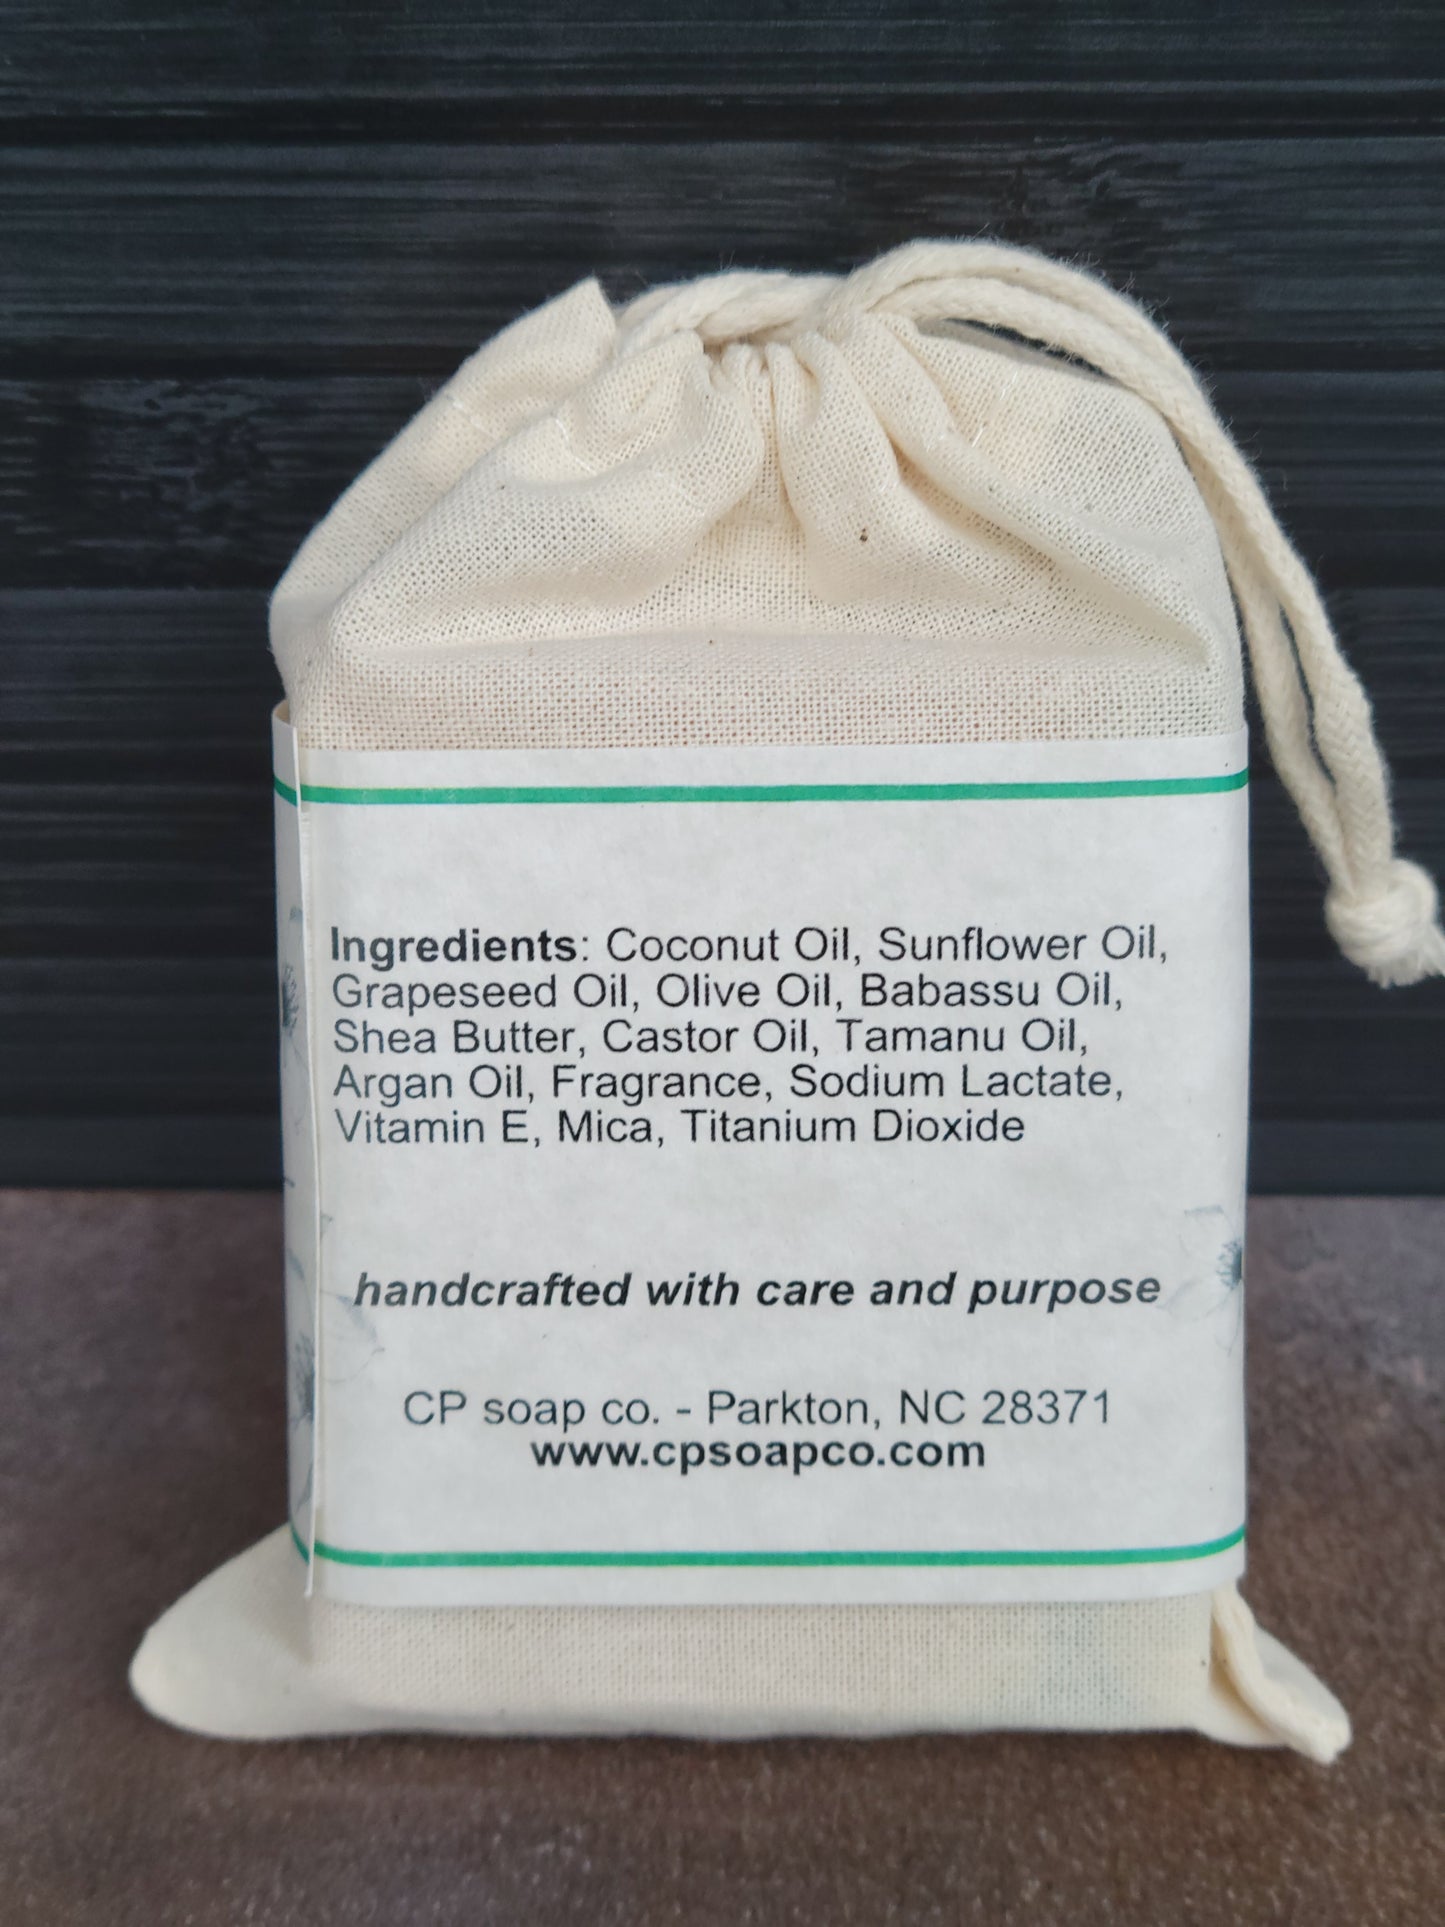 Ingredients: Coconut Oil, Sunflower Oil,
Grapeseed Oil, Olive Oil, Babassu Oil,
Shea Butter, Castor Oil, Tamanu Oil,
Argan Oil, Fragrance, Sodium Lactate,
Vitamin E, Mica, Titanium Dioxide
handcrafted with care and purpose
CP soap co. - Parkton, NC 28371
www.cpsoapco.com